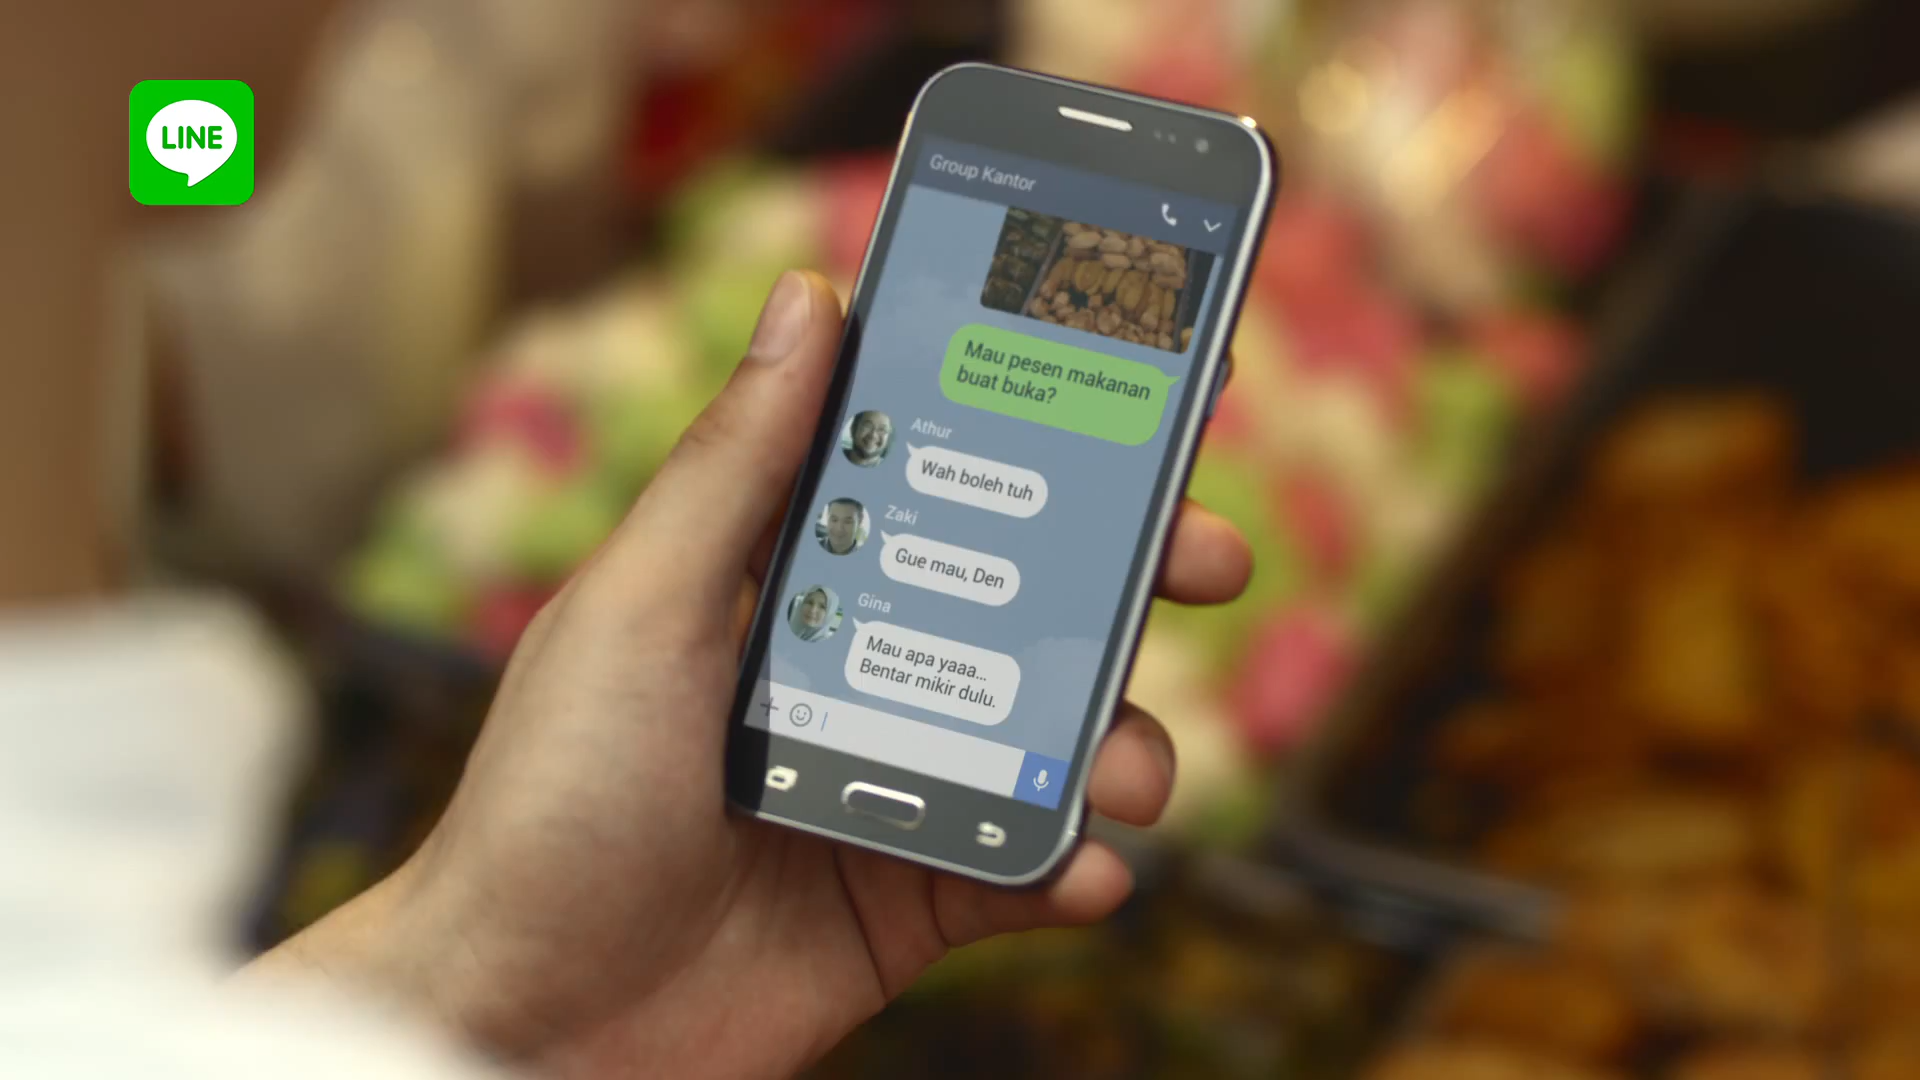 LINE
Group Kantor
Mau pesen makanan
buat buka?
Athur
Wah boleh tuh
Zaki
Gue mau, Den
Gina
Mau apa yaaa...
Bentar mikir dulu.